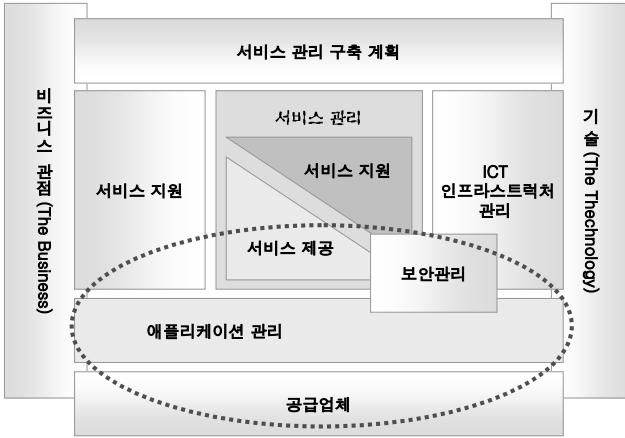 서비스 관리 구축 계획
비즈니스 관점 (The Business)
서비스 지원
서비스 관리
서비스 지원
서비스 제공
ICT
인프라스트럭처
관리
기술 (The Thechnology)
보안관리
애플리케이션 관리
공급업체